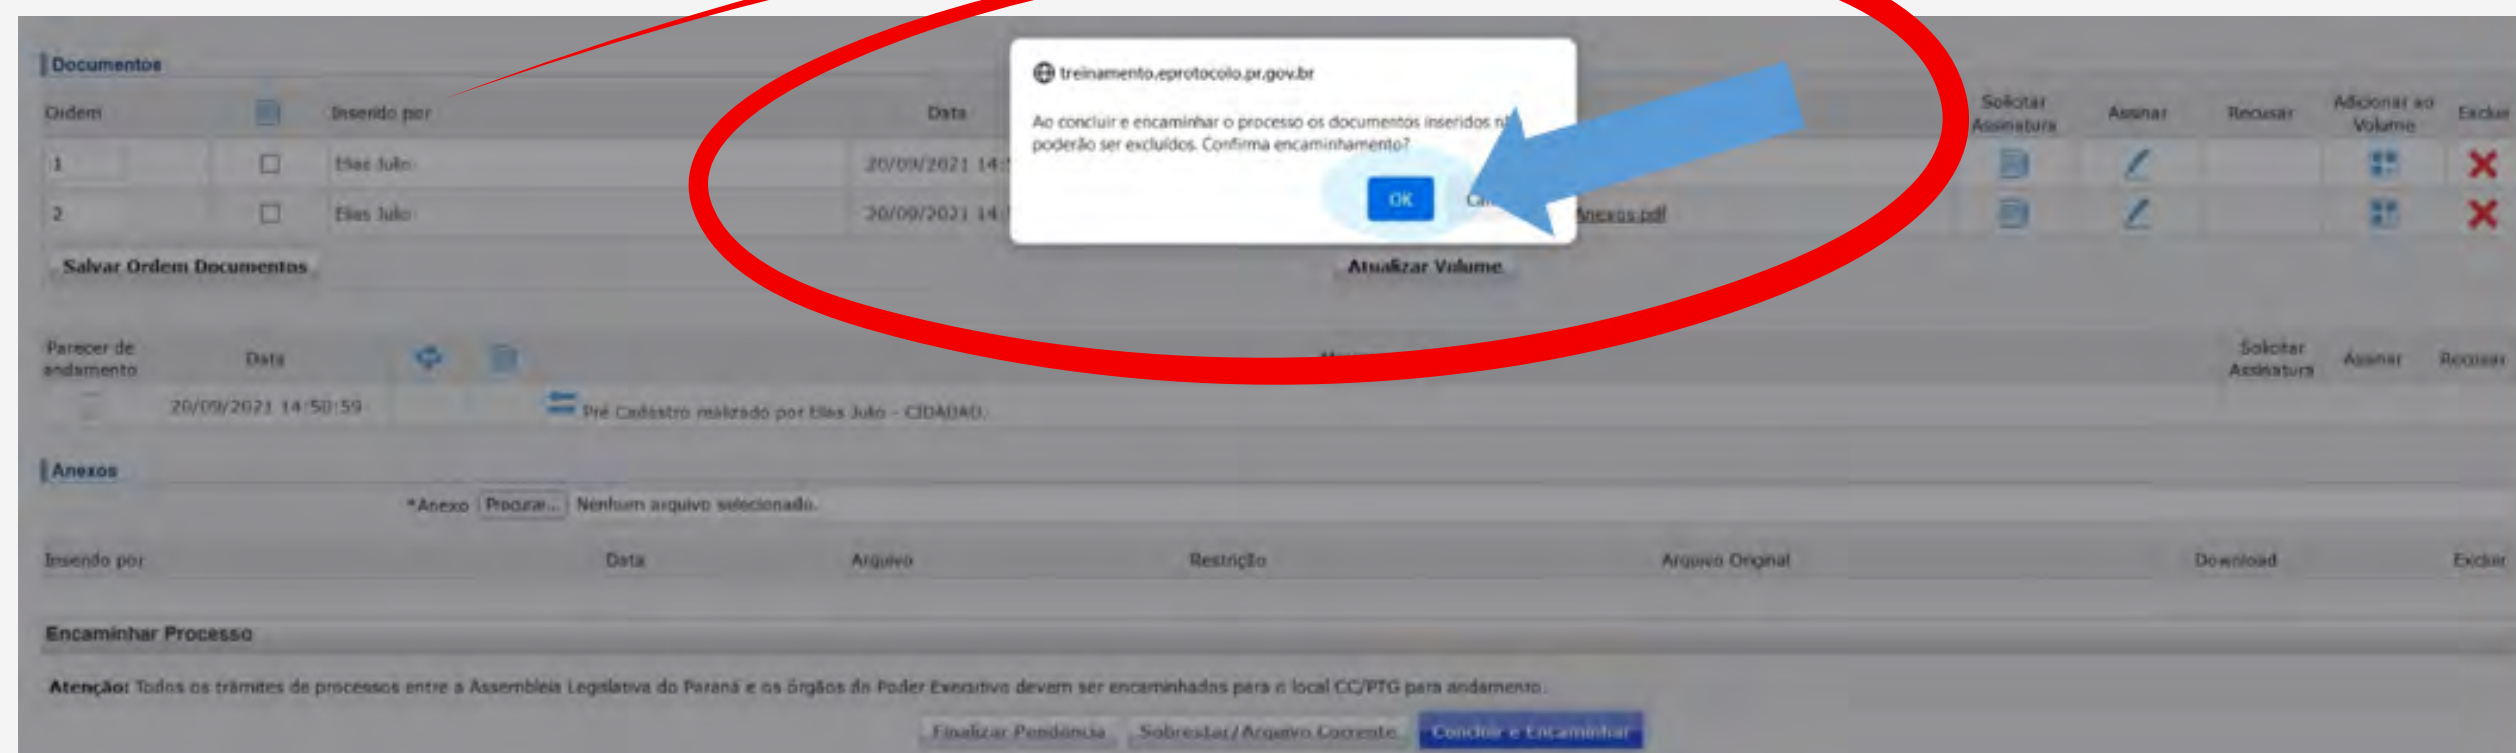 Documentos
treinamento.eprotocolo.pr.gov.br
Ordem Inserido por Data Solicitar Assinatura Assinar Recusar Adicionar ao Volume Excluir
Ao concluir e encaminhar o processo os documentos inseridos
poderão ser excluídos. Confirma encaminhamento?
1 Elias Julio 20/09/2021 14:
OK
2 Elias Julio 20/09/2021 14: Anexos.pdf
Salvar Ordem Documentos Atualizar Volume
Parecer de andamento Data Solicitar Assinatura Assinar Recusar
20/09/2021 14:50:59 Pré Cadastro realizado por Elias Julio - CIDADAO.
Anexos
*Anexo Procurar... Nenhum arquivo selecionado.
Inserido por Data Arquivo Restrição Arquivo Original Download Excluir
Encaminhar Processo
Atenção: Todos os trâmites de processos entre a Assembleia Legislativa do Paraná e os órgãos do Poder Executivo devem ser encaminhados para o local CC/PTG para andamento.
Finalizar Pendência Sobrestar/Arquivo Corrente Concluir e Encaminhar